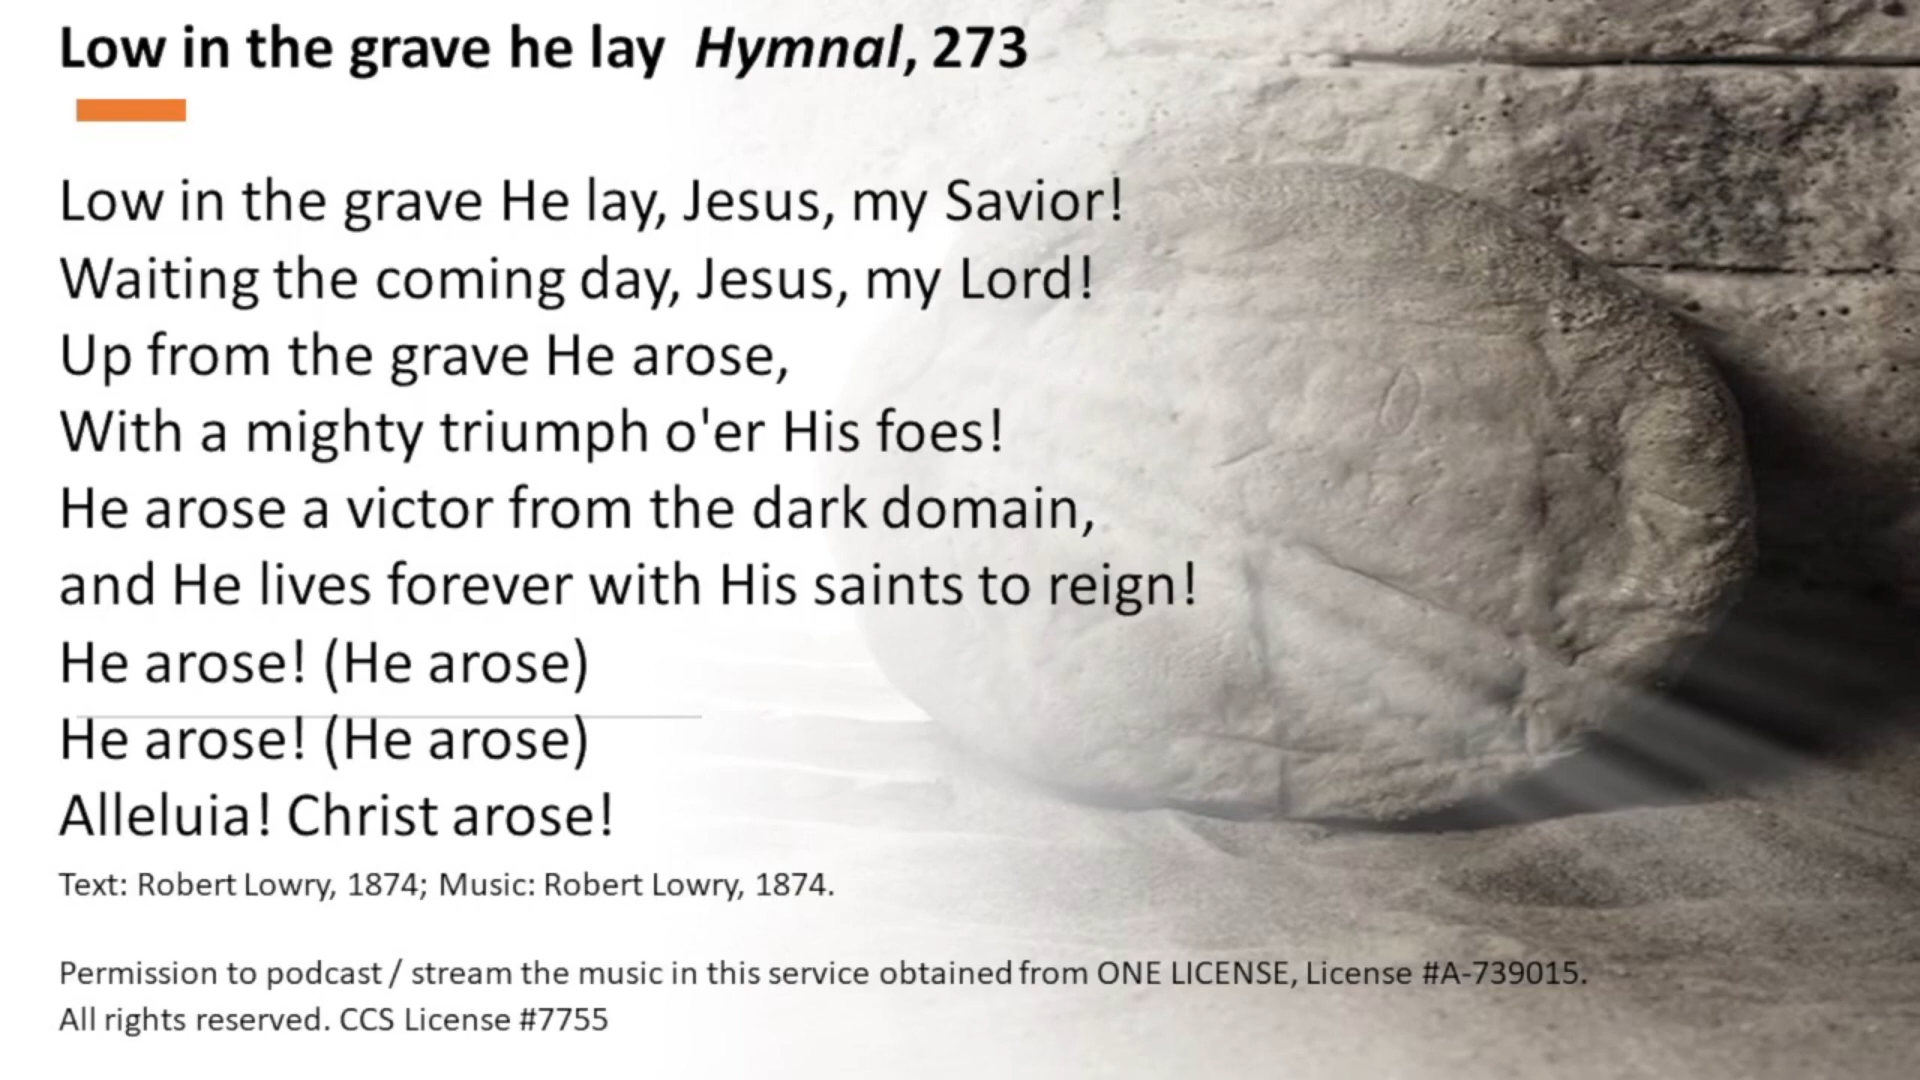 Low in the grave he lay Hymnal, 273
Low in the grave He lay, Jesus, my Savior!
Waiting the coming day, Jesus, my Lord!
Up from the grave He arose,
With a mighty triumph o'er His foes!
He arose a victor from the dark domain,
and He lives forever with His saints to reign!
He arose! (He arose)
He arose! (He arose)
Alleluia! Christ arose!
Text: Robert Lowry, 1874; Music: Robert Lowry, 1874.
Permission to podcast / stream the music in this service obtained from ONE LICENSE, License #A-739015.
All rights reserved. CCS License #7755